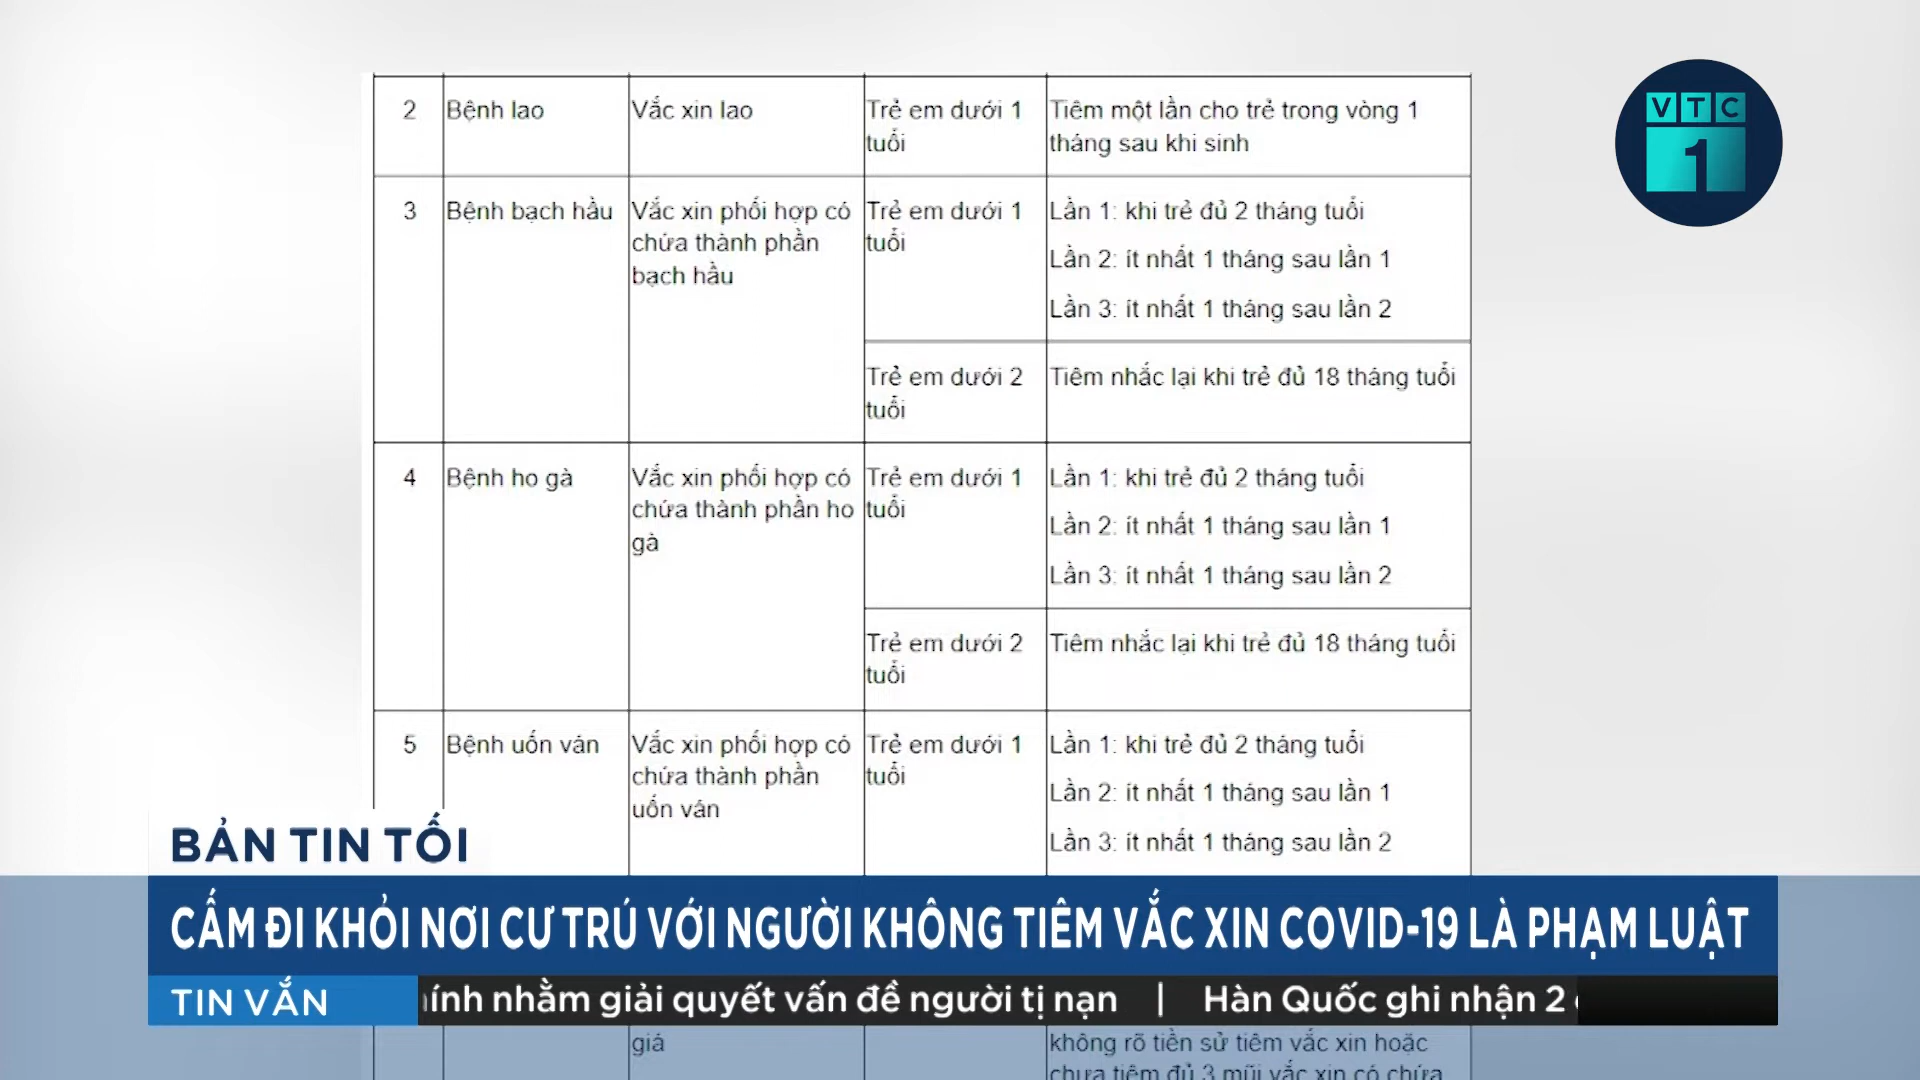 VTC
1
2 Bệnh lao Vắc xin lao Trẻ em dưới 1 Tiêm một lần cho trẻ trong vòng 1
tuổi tháng sau khi sinh
3 Bệnh bạch hầu Vắc xin phối hợp có Trẻ em dưới 1 Lần 1: khi trẻ đủ 2 tháng tuổi
chứa thành phần tuổi
Lần 2: ít nhất 1 tháng sau lần 1
bạch hầu
Lần 3: ít nhất 1 tháng sau lần 2
Trẻ em dưới 2 Tiêm nhắc lại khi trẻ đủ 18 tháng tuổi
tuổi
4 Bệnh ho gà Vắc xin phối hợp có Trẻ em dưới 1 Lần 1: khi trẻ đủ 2 tháng tuổi
chứa thành phần ho tuổi
Lần 2: ít nhất 1 tháng sau lần 1
gà
Lần 3: ít nhất 1 tháng sau lần 2
Trẻ em dưới 2 Tiêm nhắc lại khi trẻ đủ 18 tháng tuổi
tuổi
5 Bệnh uốn ván Vắc xin phối hợp có Trẻ em dưới 1 Lần 1: khi trẻ đủ 2 tháng tuổi
chứa thành phần tuổi
Lần 2: ít nhất 1 tháng sau lần 1
uốn ván
Lần 3: ít nhất 1 tháng sau lần 2
BẢN TIN TỐI
CẤM ĐI KHỎI NƠI CƯ TRÚ VỚI NGƯỜI KHÔNG TIÊM VẮC XIN COVID-19 LÀ PHẠM LUẬT
TIN VẮN nhằm giải quyết vấn đề người tị nạn | Hàn Quốc ghi nhận 2
giá không rõ tiền sử tiêm vắc xin hoặc
chưa tiêm đủ 3 mũi vắc xin có chứa